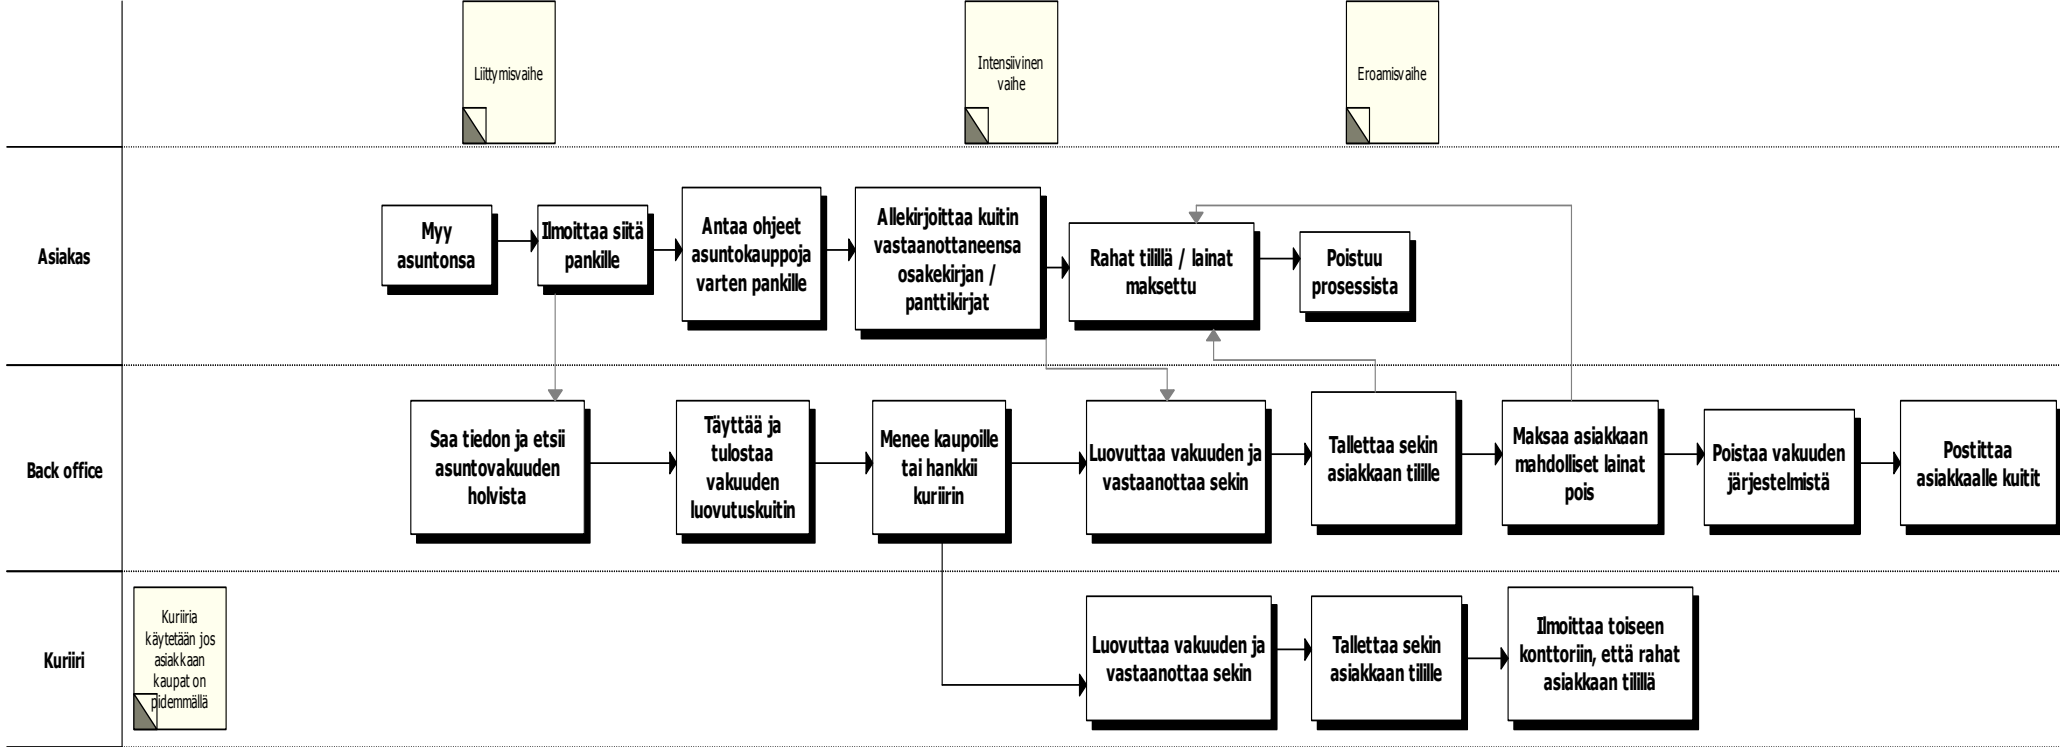 Liittymisvaihe
Intensiivinen
vaihe
Eroamisvaihe
Asiakas
Myy
asuntonsa
Ilmoittaa siitä
pankille
Antaa ohjeet
asuntokauppoja
varten pankille
Allekirjoittaa kuitin
vastaanottaneensa
osakekirjan /
panttikirjat
Rahat tilillä / lainat
maksettu
Poistuu
prosessista
Back office
Saa tiedon ja etsii
asuntovakuuden
holvista
Täyttää ja
tulostaa
vakuuden
luovutuskuitin
Menee kaupoille
tai hankkii
kuriirin
Luovuttaa vakuuden ja
vastaanottaa sekin
Tallettaa sekin
asiakkaan tilille
Maksaa asiakkaan
mahdolliset lainat
pois
Poistaa vakuuden
järjestelmistä
Postittaa
asiakkaalle kuitit
Kuriiri
Kuriiria
käytetään jos
asiakkaan
kaupat on
pidemmällä
Luovuttaa vakuuden ja
vastaanottaa sekin
Tallettaa sekin
asiakkaan tilille
Ilmoittaa toiseen
konttoriin, että rahat
asiakkaan tilillä